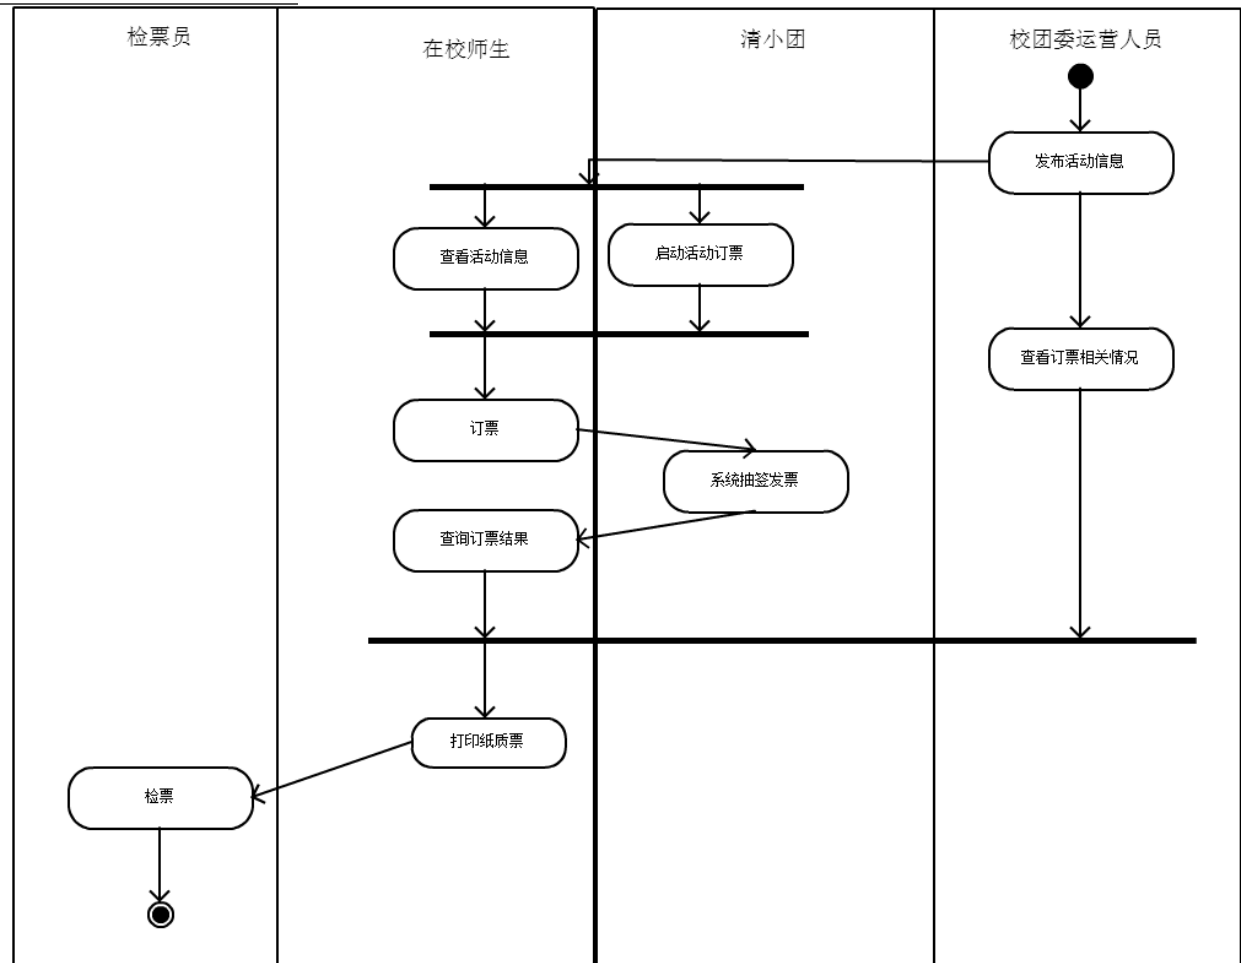 检票员
在校师生
清小团
校团委运营人员
发布活动信息
查看活动信息
启动活动订票
查看订票相关情况
订票
系统抽签发票
查询订票结果
打印纸质票
检票